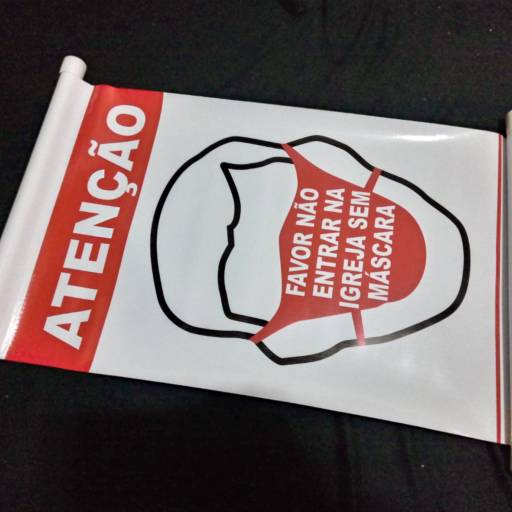 ATENÇÃO
FAVOR NÃO
ENTRAR NA
IGREJA SEM
MÁSCARA